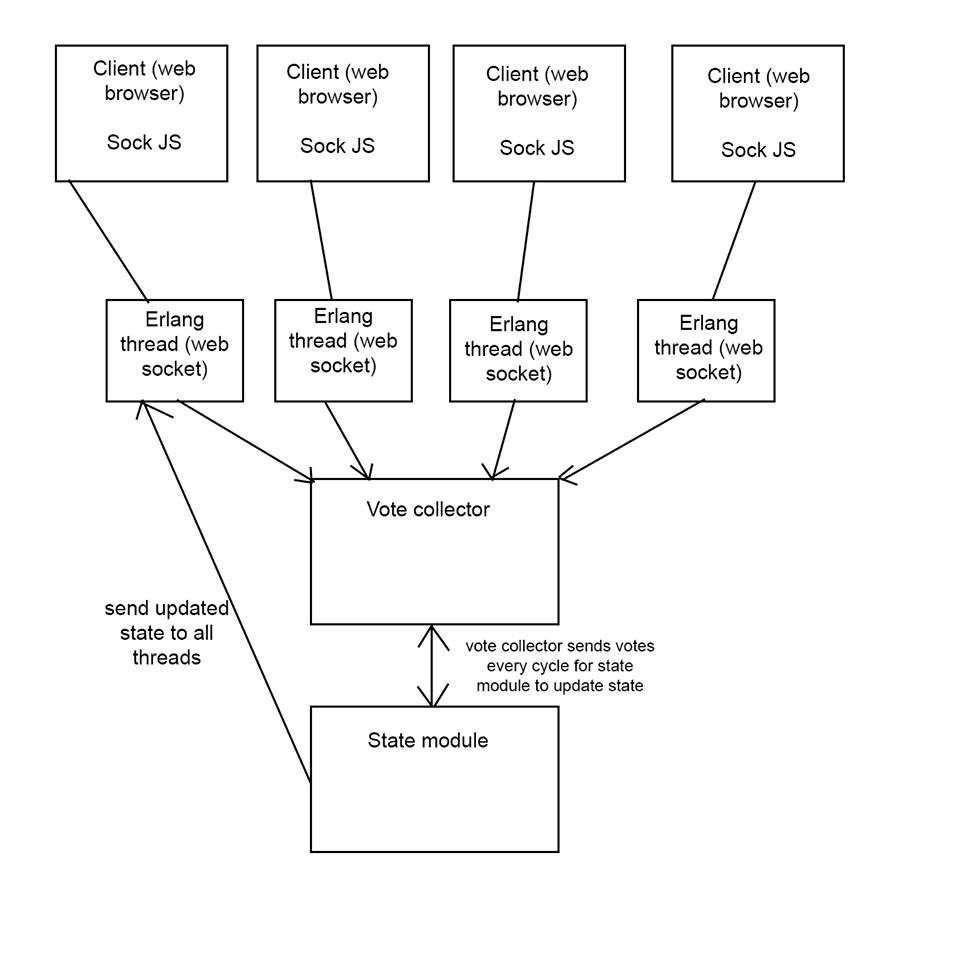 Client (web
browser)
Sock JS
Client (web
browser)
Sock JS
Client (web
browser)
Sock JS
Client (web
browser)
Sock JS
Erlang
thread (web
socket)
Erlang
thread (web
socket)
Erlang
thread (web
socket)
Erlang
thread (web
socket)
Vote collector
send updated
state to all
threads
vote collector sends votes
every cycle for state
module to update state
State module